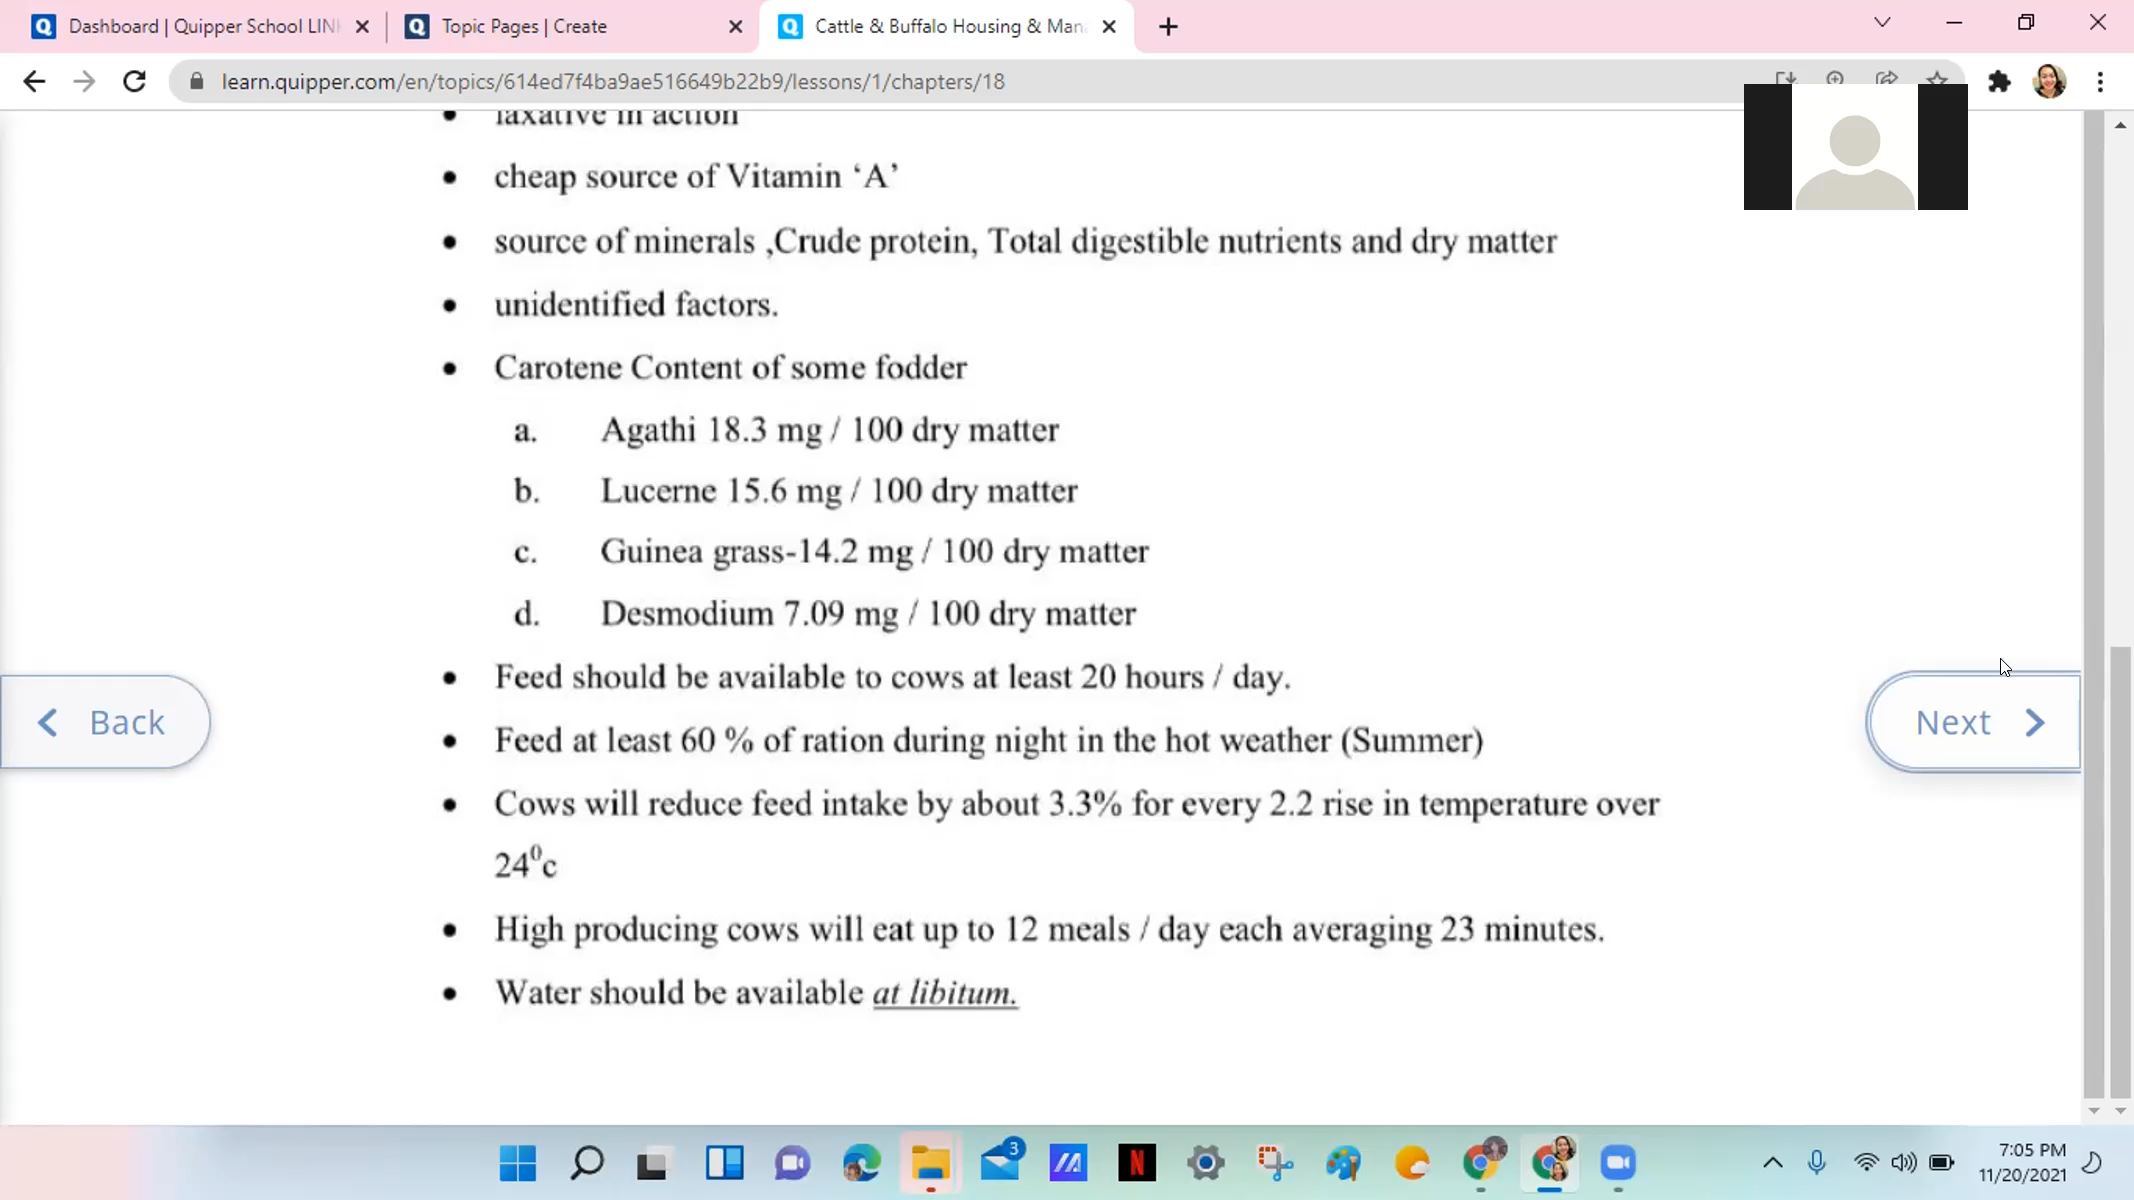 Dashboard | Quipper School LINK
Topic Pages | Create
Cattle & Buffalo Housing & Man
learn.quipper.com/en/topics/614ed7f4ba9ae516649b22b9/lessons/1/chapters/18
laxative in action
cheap source of Vitamin ‘A’
source of minerals ,Crude protein, Total digestible nutrients and dry matter
unidentified factors.
Carotene Content of some fodder
a. Agathi 18.3 mg / 100 dry matter
b. Lucerne 15.6 mg / 100 dry matter
c. Guinea grass-14.2 mg / 100 dry matter
d. Desmodium 7.09 mg / 100 dry matter
Feed should be available to cows at least 20 hours / day.
Back
Next
Feed at least 60 % of ration during night in the hot weather (Summer)
Cows will reduce feed intake by about 3.3% for every 2.2 rise in temperature over
24⁰c
High producing cows will eat up to 12 meals / day each averaging 23 minutes.
Water should be available at libitum.
3
N
7:05 PM
11/20/2021